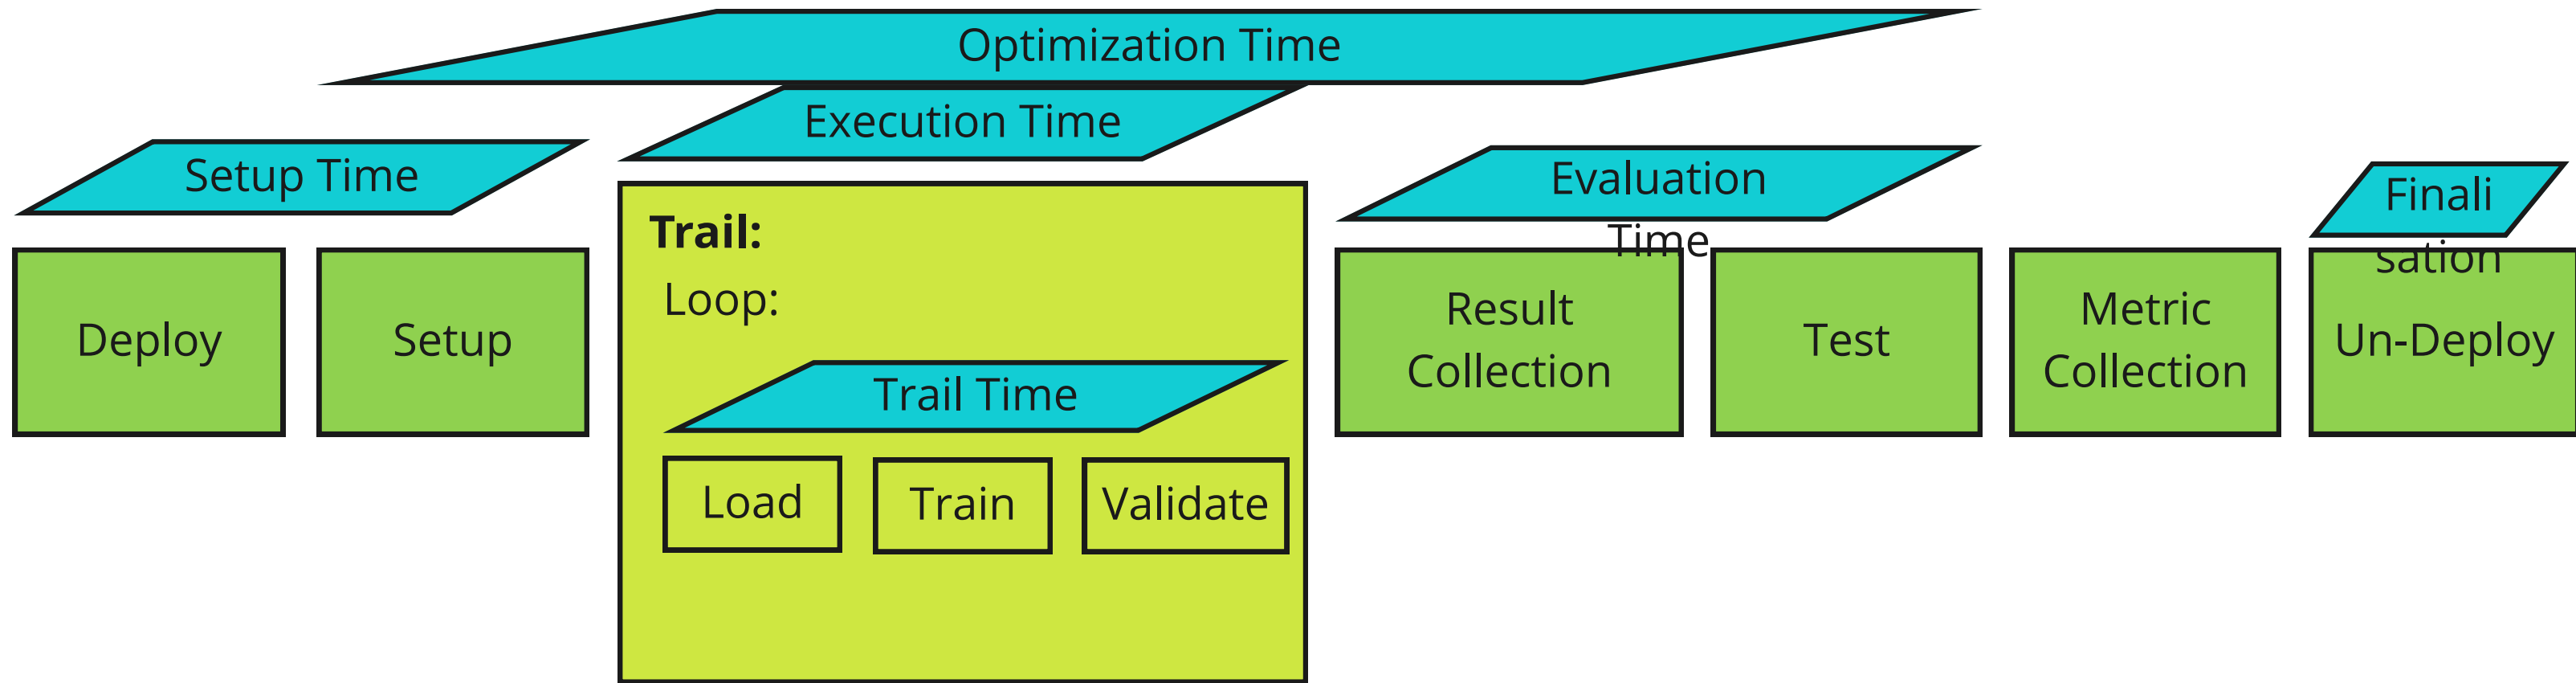 Optimization Time
Execution Time
Setup Time
Evaluation
Time
Finali
sation
Deploy
Setup
Trail:
Loop:
Trail Time
Load
Train
Validate
Result
Collection
Test
Metric
Collection
Un-Deploy